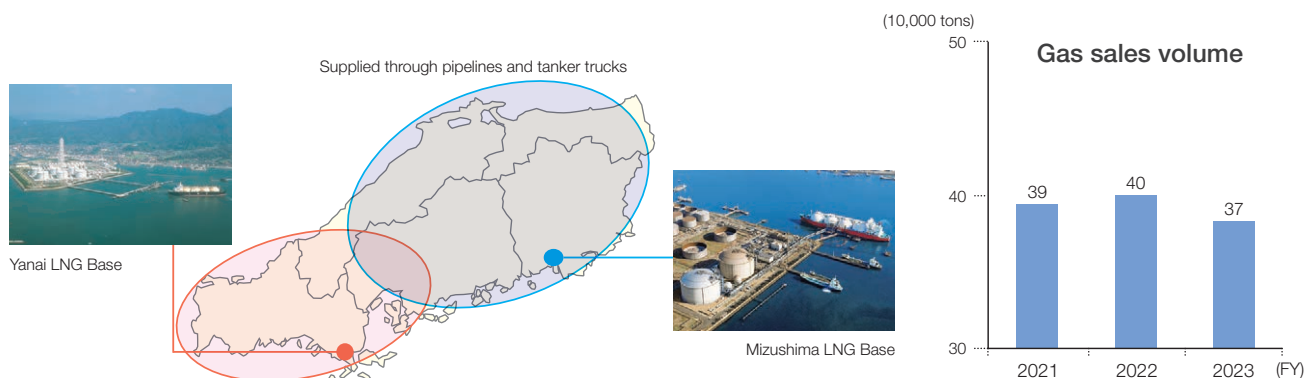 Supplied through pipelines and tanker trucks
Yanai LNG Base
Mizushima LNG Base
(10,000 tons)
Gas sales volume
50
40
30
39
40
37
2021
2022
2023
(FY)